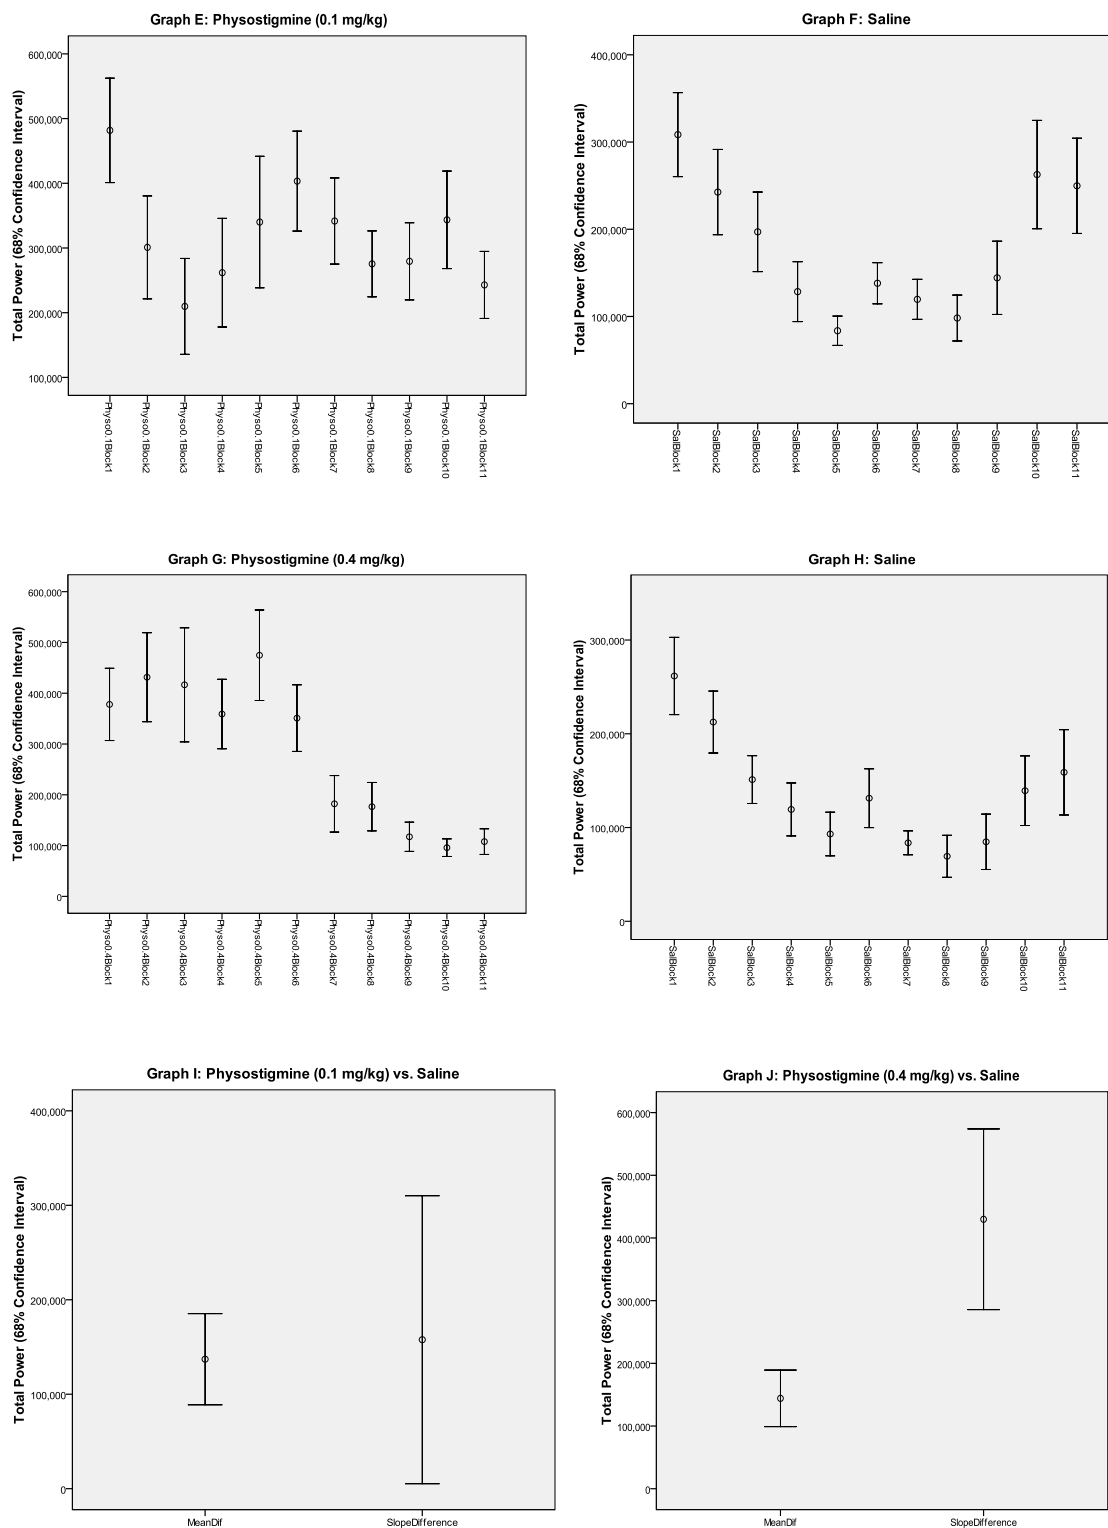 Graph E: Physostigmine (0.1 mg/kg)
Total Power (68% Confidence Interval)
600,000
500,000
400,000
300,000
200,000
100,000
Physo0.1Block1
Physo0.1Block2
Physo0.1Block3
Physo0.1Block4
Physo0.1Block5
Physo0.1Block6
Physo0.1Block7
Physo0.1Block8
Physo0.1Block9
Physo0.1Block10
Physo0.1Block11
Graph F: Saline
Total Power (68% Confidence Interval)
400,000
300,000
200,000
100,000
0
SalBlock1
SalBlock2
SalBlock3
SalBlock4
SalBlock5
SalBlock6
SalBlock7
SalBlock8
SalBlock9
SalBlock10
SalBlock11
Graph G: Physostigmine (0.4 mg/kg)
Total Power (68% Confidence Interval)
600,000
500,000
400,000
300,000
200,000
100,000
0
Physo0.4Block1
Physo0.4Block2
Physo0.4Block3
Physo0.4Block4
Physo0.4Block5
Physo0.4Block6
Physo0.4Block7
Physo0.4Block8
Physo0.4Block9
Physo0.4Block10
Physo0.4Block11
Graph H: Saline
Total Power (68% Confidence Interval)
300,000
200,000
100,000
0
SalBlock1
SalBlock2
SalBlock3
SalBlock4
SalBlock5
SalBlock6
SalBlock7
SalBlock8
SalBlock9
SalBlock10
SalBlock11
Graph I: Physostigmine (0.1 mg/kg) vs. Saline
Total Power (68% Confidence Interval)
400,000
300,000
200,000
100,000
0
MeanDif
SlopeDifference
Graph J: Physostigmine (0.4 mg/kg) vs. Saline
Total Power (68% Confidence Interval)
600,000
500,000
400,000
300,000
200,000
100,000
0
MeanDif
SlopeDifference